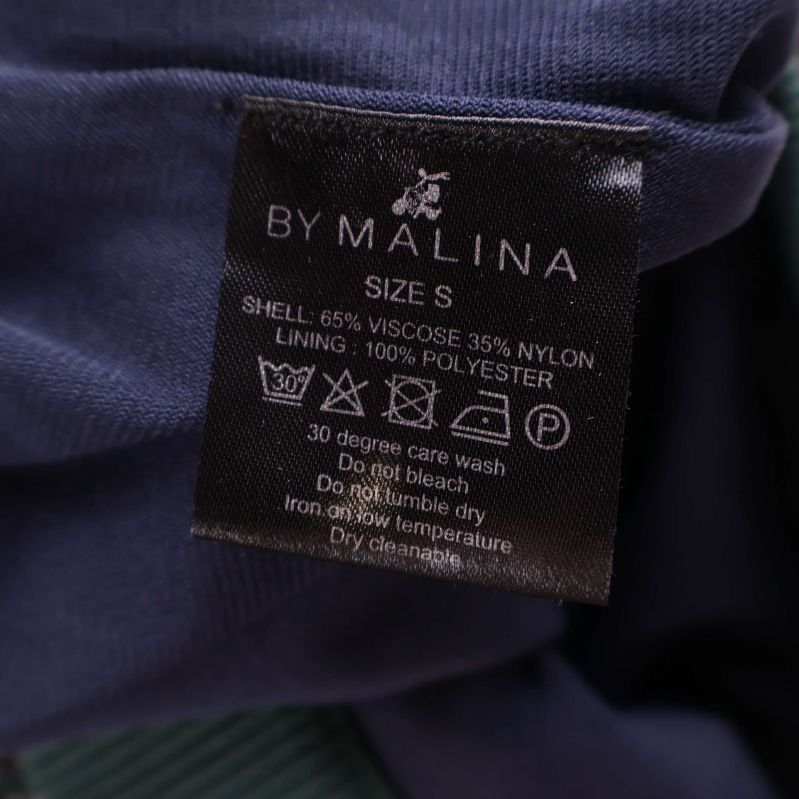 BY MALINA
SIZE S
SHELL: 65% VISCOSE 35% NYLON
LINING : 100% POLYESTER
30° P
30 degree care wash
Do not bleach
Do not tumble dry
Iron on low temperature
Dry cleanable